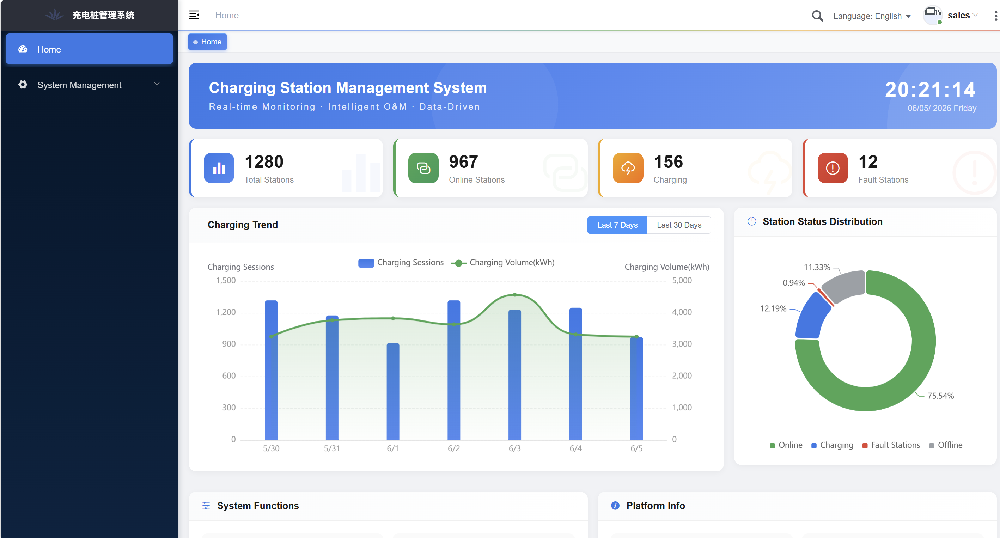 充电桩管理系统
Home
Language: English
sales
Home
System Management
Home
Charging Station Management System
Real-time Monitoring · Intelligent O&M · Data-Driven
20:21:14
06/05/ 2026 Friday
1280
Total Stations
967
Online Stations
156
Charging
12
Fault Stations
Charging Trend
Last 7 Days
Last 30 Days
Charging Sessions
Charging Sessions
Charging Volume(kWh)
Charging Volume(kWh)
1,500
1,200
900
600
300
0
5,000
4,000
3,000
2,000
1,000
0
5/30
5/31
6/1
6/2
6/3
6/4
6/5
Station Status Distribution
11.33%
0.94%
12.19%
75.54%
Online
Charging
Fault Stations
Offline
System Functions
Platform Info